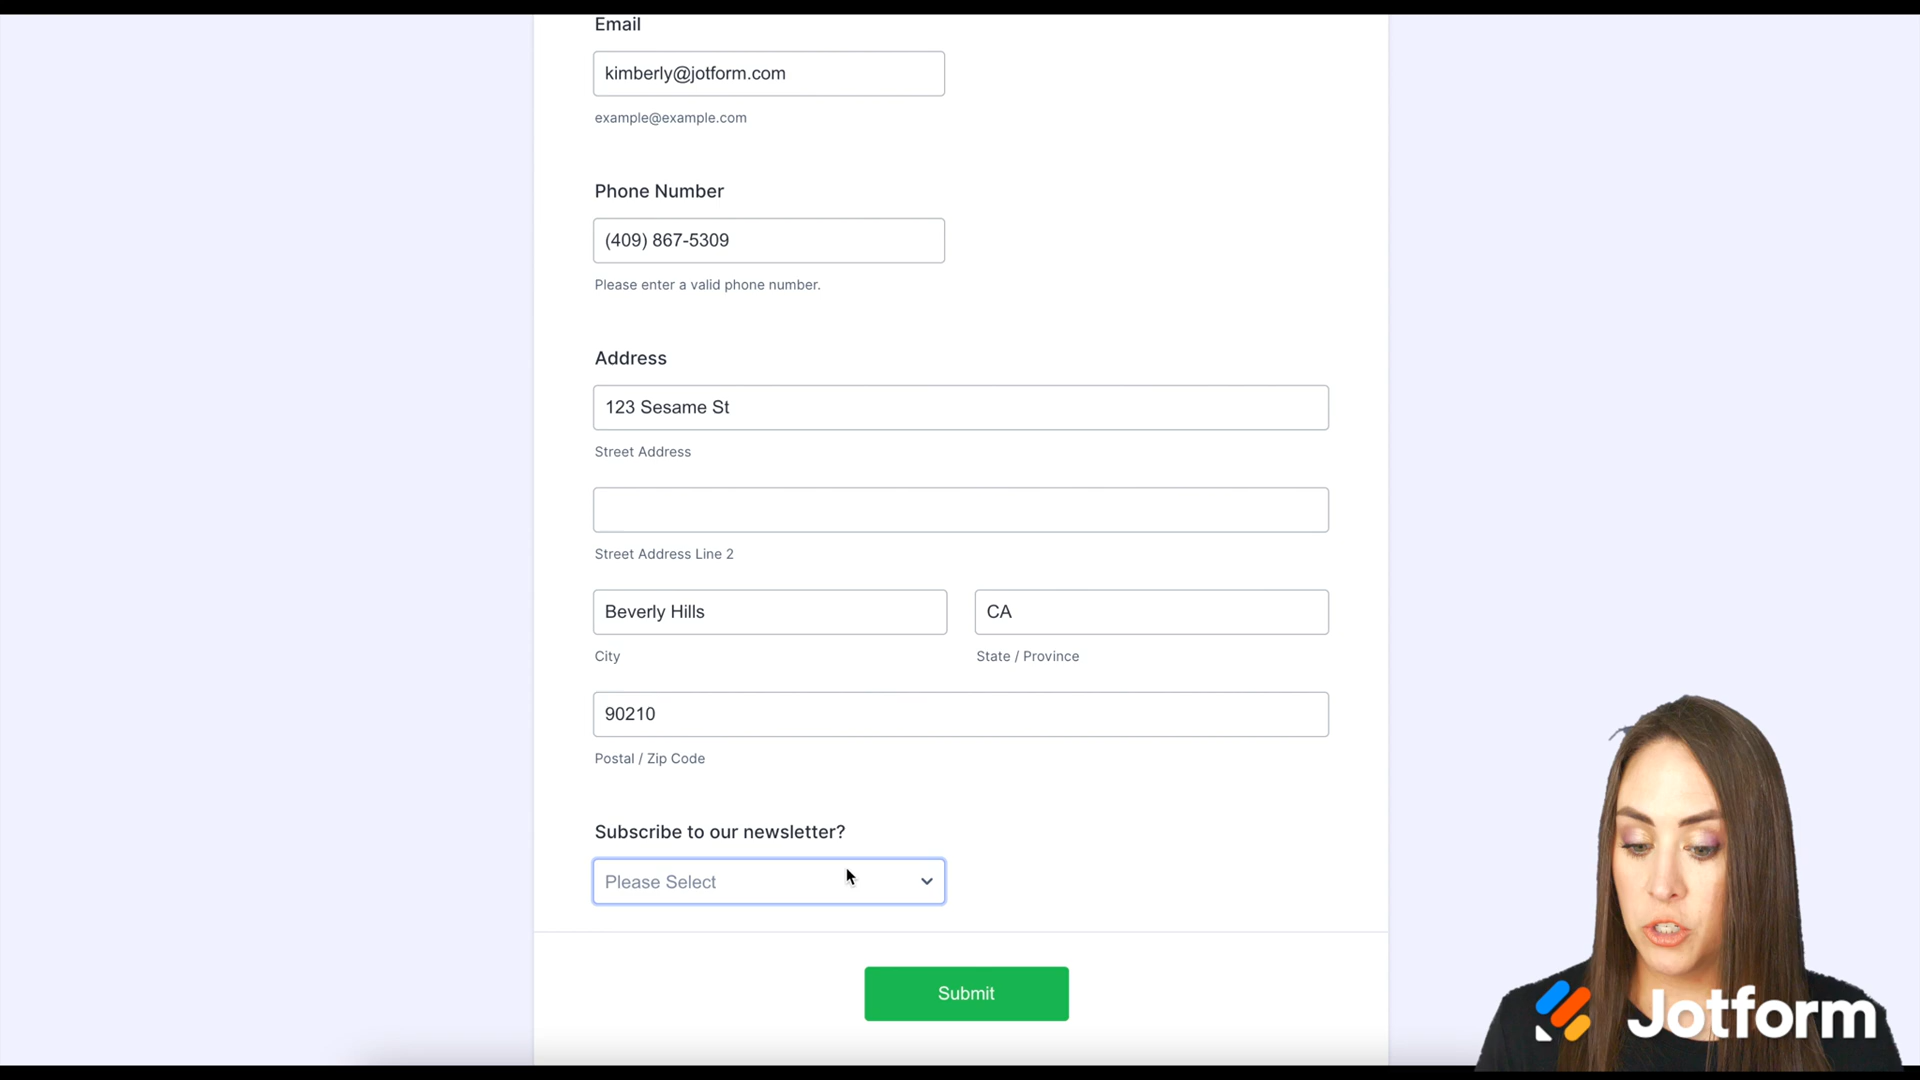 Email
kimberly@jotform.com
example@example.com
Phone Number
(409) 867-5309
Please enter a valid phone number.
Address
123 Sesame St
Street Address
Street Address Line 2
Beverly Hills
CA
City
State / Province
90210
Postal / Zip Code
Subscribe to our newsletter?
Please Select
Submit
Jotform